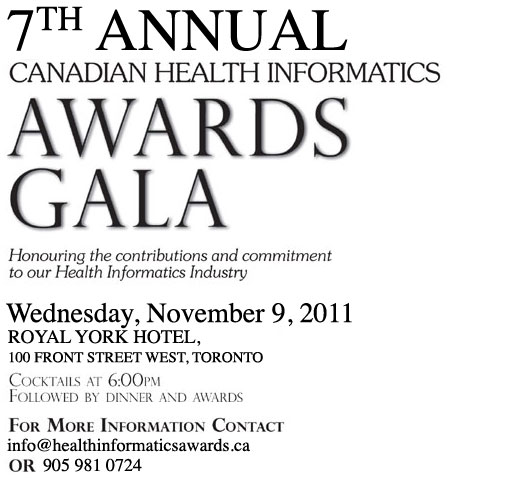 7TH ANNUAL
CANADIAN HEALTH INFORMATICS
AWARDS
GALA
Honouring the contributions and commitment
to our Health Informatics Industry
Wednesday, November 9, 2011
ROYAL YORK HOTEL,
100 FRONT STREET WEST, TORONTO
COCKTAILS AT 6:00PM
FOLLOWED BY DINNER AND AWARDS
FOR MORE INFORMATION CONTACT
info@healthinformaticsawards.ca
OR 905 981 0724